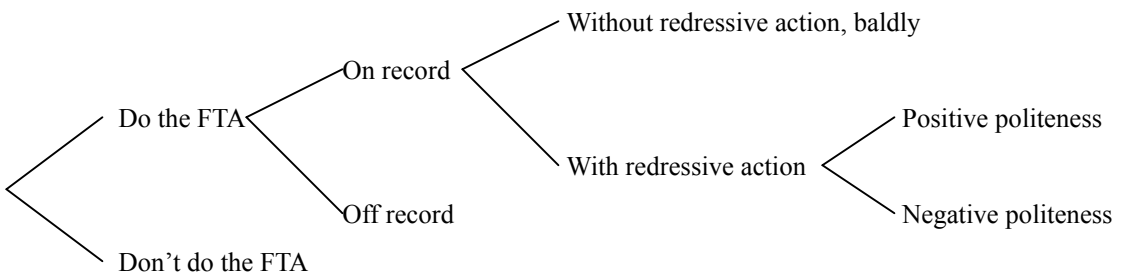 Without redressive action, baldly
On record
Do the FTA
Positive politeness
With redressive action
Off record
Negative politeness
Don’t do the FTA